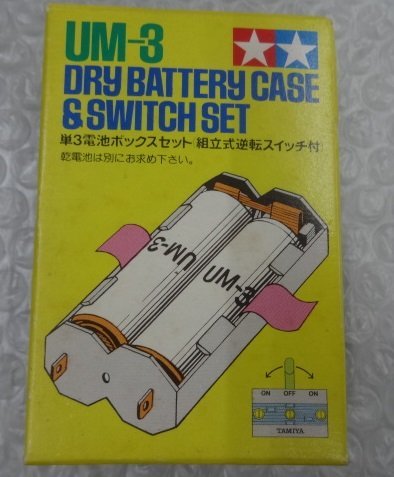 UM-3
DRY BATTERY CASE
& SWITCH SET
単3電池ボックスセット(組立式逆転スイッチ付)
乾電池は別にお求め下さい。
UM-3
UM-3
UM-3
ON OFF ON
TAMIYA